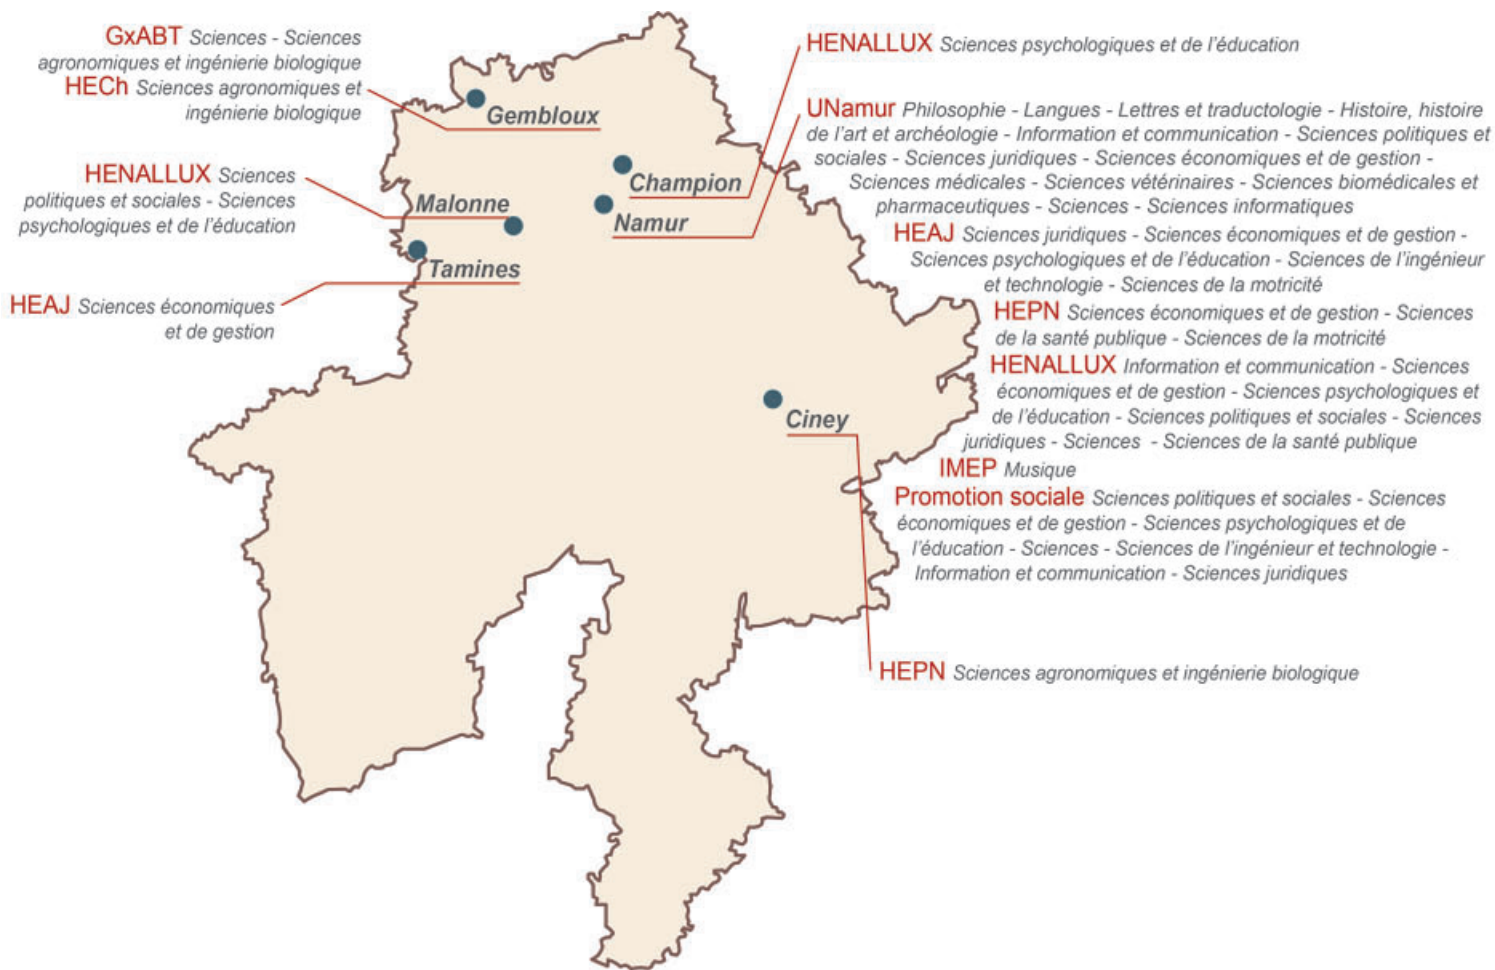 GxABT Sciences - Sciences
agronomiques et ingénierie biologique
HECh Sciences agronomiques et
ingénierie biologique
Gembloux
HENALLUX Sciences
politiques et sociales - Sciences
psychologiques et de l'éducation
Malonne
Tamines
HEAJ Sciences économiques
et de gestion
Champion
Namur
Ciney
HENALLUX Sciences psychologiques et de l'éducation
UNamur Philosophie - Langues - Lettres et traductologie - Histoire, histoire
de l'art et archéologie - Information et communication - Sciences politiques et
sociales - Sciences juridiques - Sciences économiques et de gestion -
Sciences médicales - Sciences vétérinaires - Sciences biomédicales et
pharmaceutiques - Sciences - Sciences informatiques
HEAJ Sciences juridiques - Sciences économiques et de gestion -
Sciences psychologiques et de l'éducation - Sciences de l'ingénieur
et technologie - Sciences de la motricité
HEPN Sciences économiques et de gestion - Sciences
de la santé publique - Sciences de la motricité
HENALLUX Information et communication - Sciences
économiques et de gestion - Sciences psychologiques et
de l'éducation - Sciences politiques et sociales - Sciences
juridiques - Sciences - Sciences de la santé publique
IMEP Musique
Promotion sociale Sciences politiques et sociales - Sciences
économiques et de gestion - Sciences psychologiques et de
l'éducation - Sciences - Sciences de l'ingénieur et technologie -
Information et communication - Sciences juridiques
HEPN Sciences agronomiques et ingénierie biologique